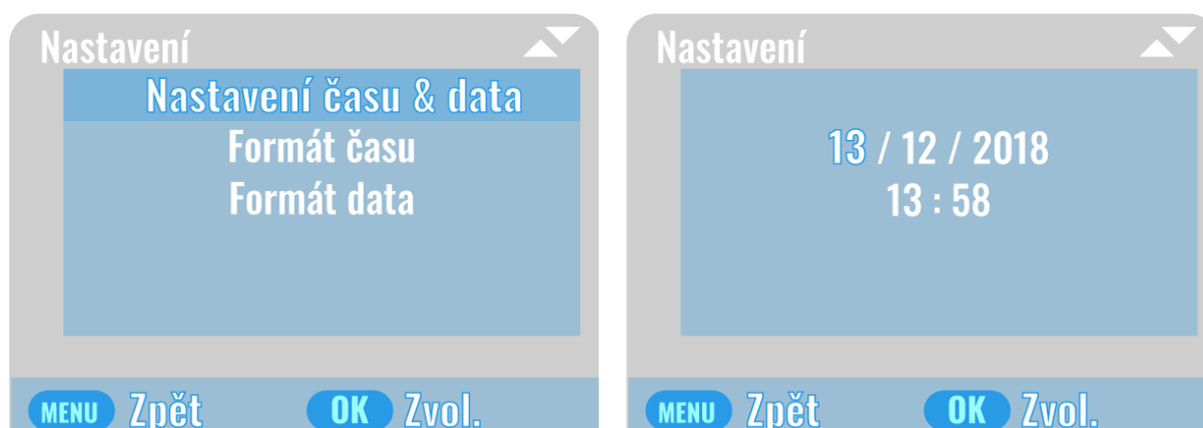 Nastavení
Nastavení času & data
Formát času
Formát data
MENU Zpět OK Zvol.
Nastavení
13 / 12 / 2018
13 : 58
MENU Zpět OK Zvol.